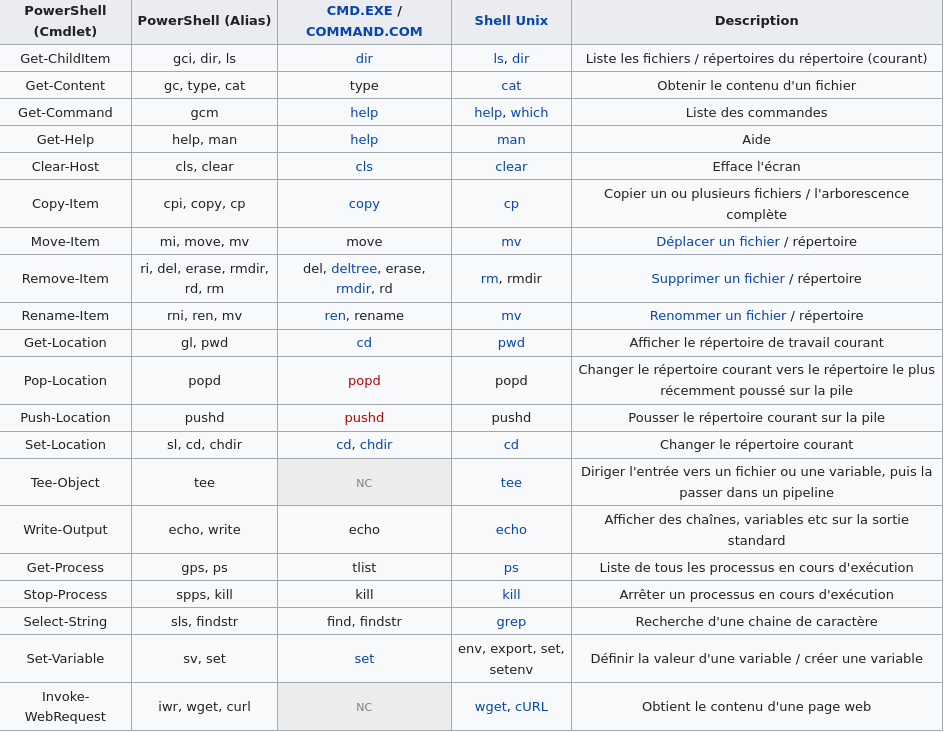 PowerShell (Cmdlet) PowerShell (Alias) CMD.EXE / COMMAND.COM Shell Unix Description
Get-ChildItem gci, dir, ls dir ls, dir Liste les fichiers / répertoires du répertoire (courant)
Get-Content gc, type, cat type cat Obtenir le contenu d'un fichier
Get-Command gcm help help, which Liste des commandes
Get-Help help, man help man Aide
Clear-Host cls, clear cls clear Efface l'écran
Copy-Item cpi, copy, cp copy cp Copier un ou plusieurs fichiers / l'arborescence complète
Move-Item mi, move, mv move mv Déplacer un fichier / répertoire
Remove-Item ri, del, erase, rmdir, rd, rm del, deltree, erase, rmdir, rd rm, rmdir Supprimer un fichier / répertoire
Rename-Item rni, ren, mv ren, rename mv Renommer un fichier / répertoire
Get-Location gl, pwd cd pwd Afficher le répertoire de travail courant
Pop-Location popd popd popd Changer le répertoire courant vers le répertoire le plus récemment poussé sur la pile
Push-Location pushd pushd pushd Pousser le répertoire courant sur la pile
Set-Location sl, cd, chdir cd, chdir cd Changer le répertoire courant
Tee-Object tee NC tee Diriger l'entrée vers un fichier ou une variable, puis la passer dans un pipeline
Write-Output echo, write echo echo Afficher des chaînes, variables etc sur la sortie standard
Get-Process gps, ps tlist ps Liste de tous les processus en cours d'exécution
Stop-Process spps, kill kill kill Arrêter un processus en cours d'exécution
Select-String sls, findstr find, findstr grep Recherche d'une chaine de caractère
Set-Variable sv, set set env, export, set, setenv Définir la valeur d'une variable / créer une variable
Invoke-WebRequest iwr, wget, curl NC wget, cURL Obtient le contenu d'une page web